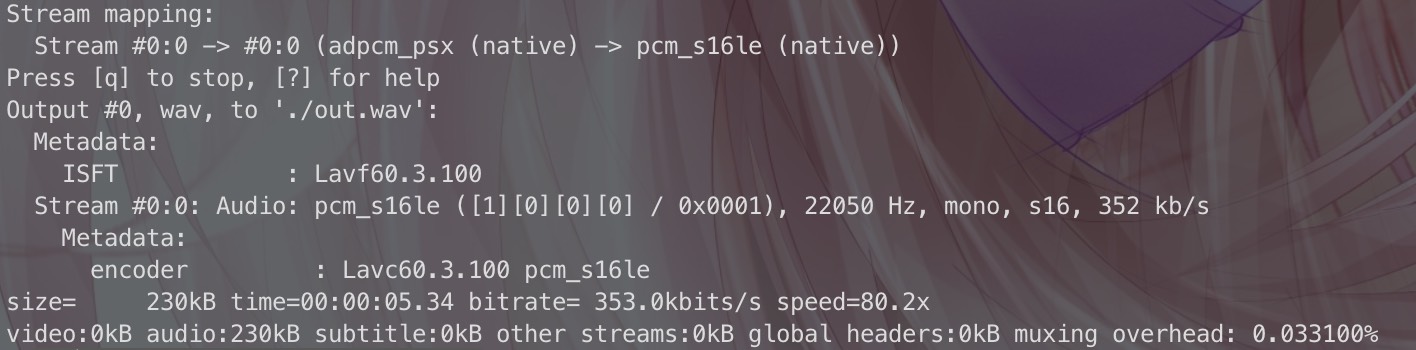 Stream mapping:
  Stream #0:0 -> #0:0 (adpcm_psx (native) -> pcm_s16le (native))
Press [q] to stop, [?] for help
Output #0, wav, to './out.wav':
  Metadata:
    ISFT            : Lavf60.3.100
  Stream #0:0: Audio: pcm_s16le ([1][0][0][0] / 0x0001), 22050 Hz, mono, s16, 352 kb/s
    Metadata:
      encoder         : Lavc60.3.100 pcm_s16le
size=     230kB time=00:00:05.34 bitrate= 353.0kbits/s speed=80.2x
video:0kB audio:230kB subtitle:0kB other streams:0kB global headers:0kB muxing overhead: 0.033100%